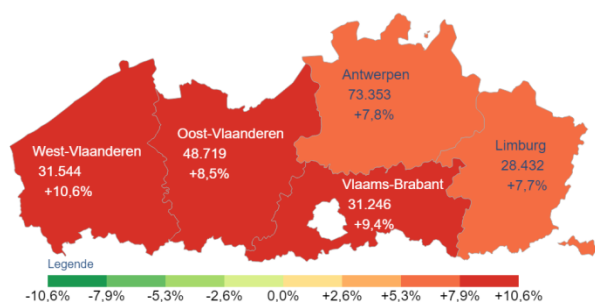 Antwerpen
73.353
+7,8%
Oost-Vlaanderen
48.719
+8,5%
West-Vlaanderen
31.544
+10,6%
Limburg
28.432
+7,7%
Vlaams-Brabant
31.246
+9,4%
Legende
-10,6% -7,9% -5,3% -2,6% 0,0% +2,6% +5,3% +7,9% +10,6%